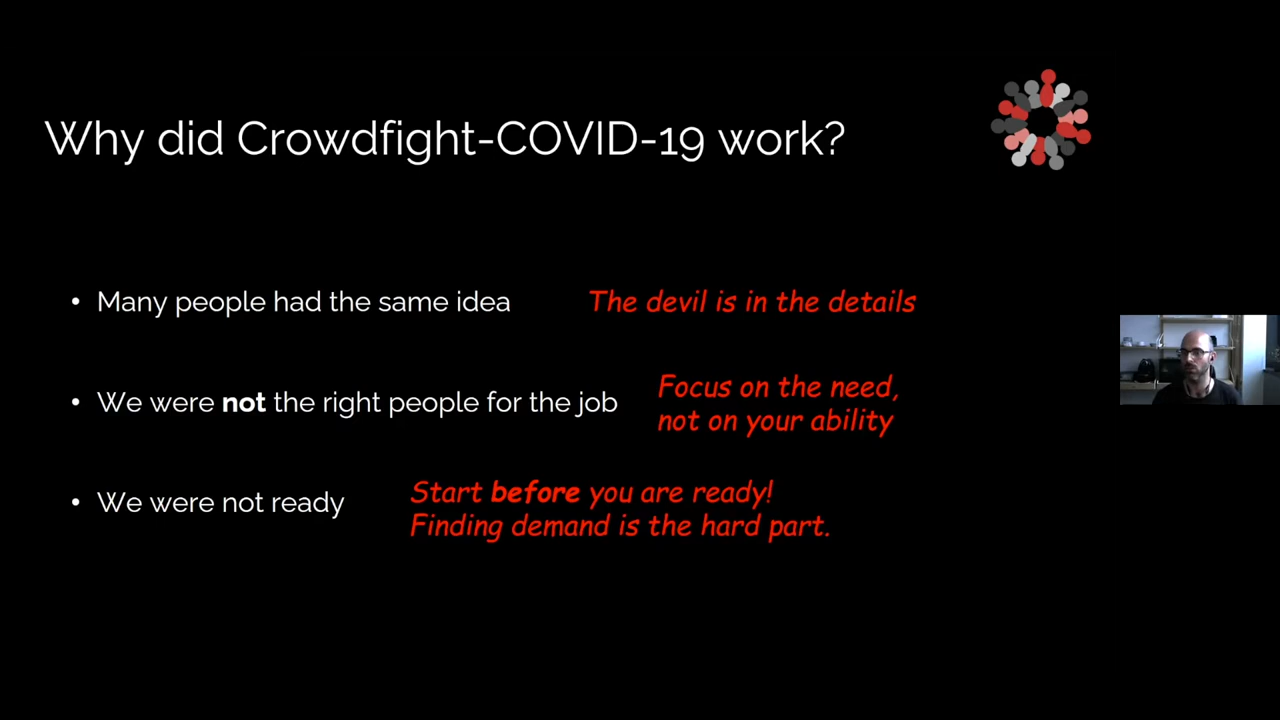 Why did Crowdfight-COVID-19 work?
• Many people had the same idea
The devil is in the details
• We were not the right people for the job
Focus on the need,
not on your ability
• We were not ready
Start before you are ready!
Finding demand is the hard part.